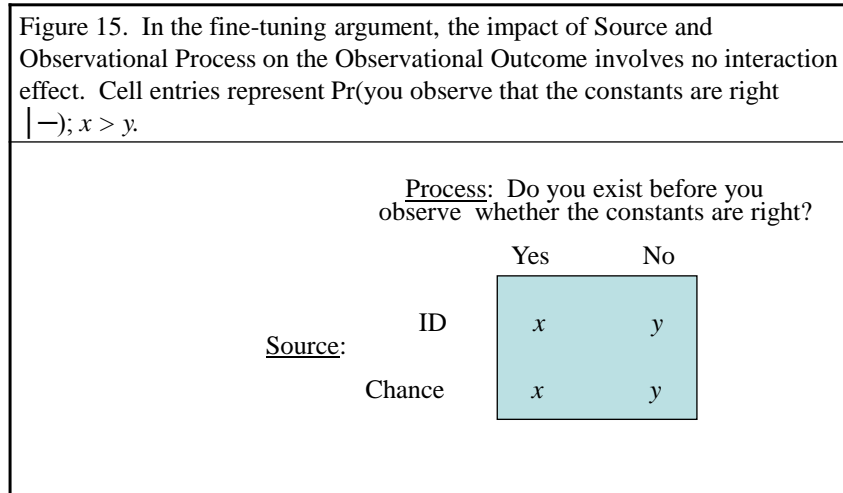 Figure 15.  In the fine-tuning argument, the impact of Source and
Observational Process on the Observational Outcome involves no interaction
effect.  Cell entries represent Pr(you observe that the constants are right
│─); x > y.
Process:  Do you exist before you
observe  whether the constants are right?
Yes No
ID x y
Source:
Chance x y